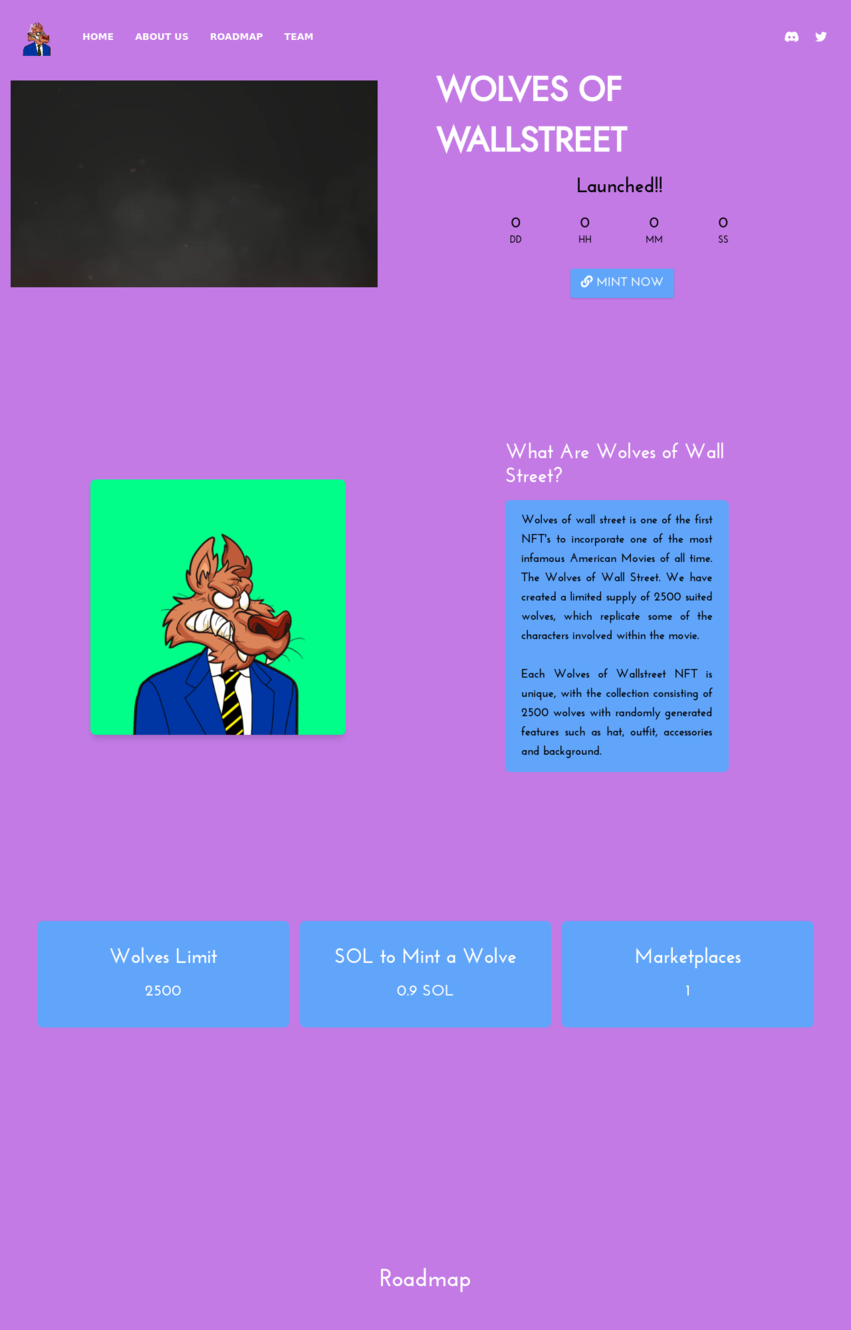 HOME ABOUT US ROADMAP TEAM
WOLVES OF
WALLSTREET
Launched!!
0 0 0 0
DD HH MM SS
MINT NOW
What Are Wolves of Wall
Street?
Wolves of wall street is one of the first
NFT's to incorporate one of the most
infamous American Movies of all time.
The Wolves of Wall Street. We have
created a limited supply of 2500 suited
wolves, which replicate some of the
characters involved within the movie.
Each Wolves of Wallstreet NFT is
unique, with the collection consisting of
2500 wolves with randomly generated
features such as hat, outfit, accessories
and background.
Wolves Limit
2500
SOL to Mint a Wolve
0.9 SOL
Marketplaces
1
Roadmap